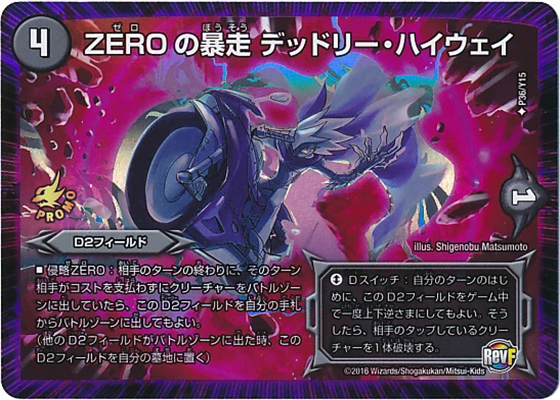 4
ZEROの暴走 デッドリー・ハイウェイ
ゼロ ぼうそう
P36/Y15
PROMO
1
D2フィールド
illus. Shigenobu Matsumoto
■侵略ZERO：相手のターンの終わりに、そのターン
相手がコストを支払わずにクリーチャーをバトルゾー
ンに出していたら、この D2フィールドを自分の手札
からバトルゾーンに出してもよい。
(他の D2フィールドがバトルゾーンに出た時、この
D2フィールドを自分の墓地に置く)
Dスイッチ：自分のターンのはじ
めに、この D2フィールドをゲーム中
で一度上下逆さまにしてもよい。そ
うしたら、相手のタップしているクリ
ーチャーを1体破壊する。
RevF
©2016 Wizards/Shogakukan/Mitsui-Kids